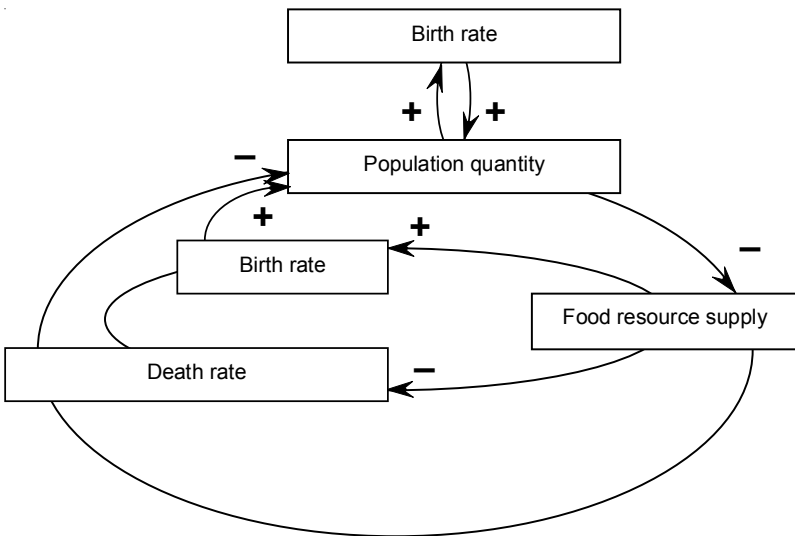 Birth rate
+ +
Population quantity
−
+
+
−
Birth rate
Food resource supply
Death rate
−